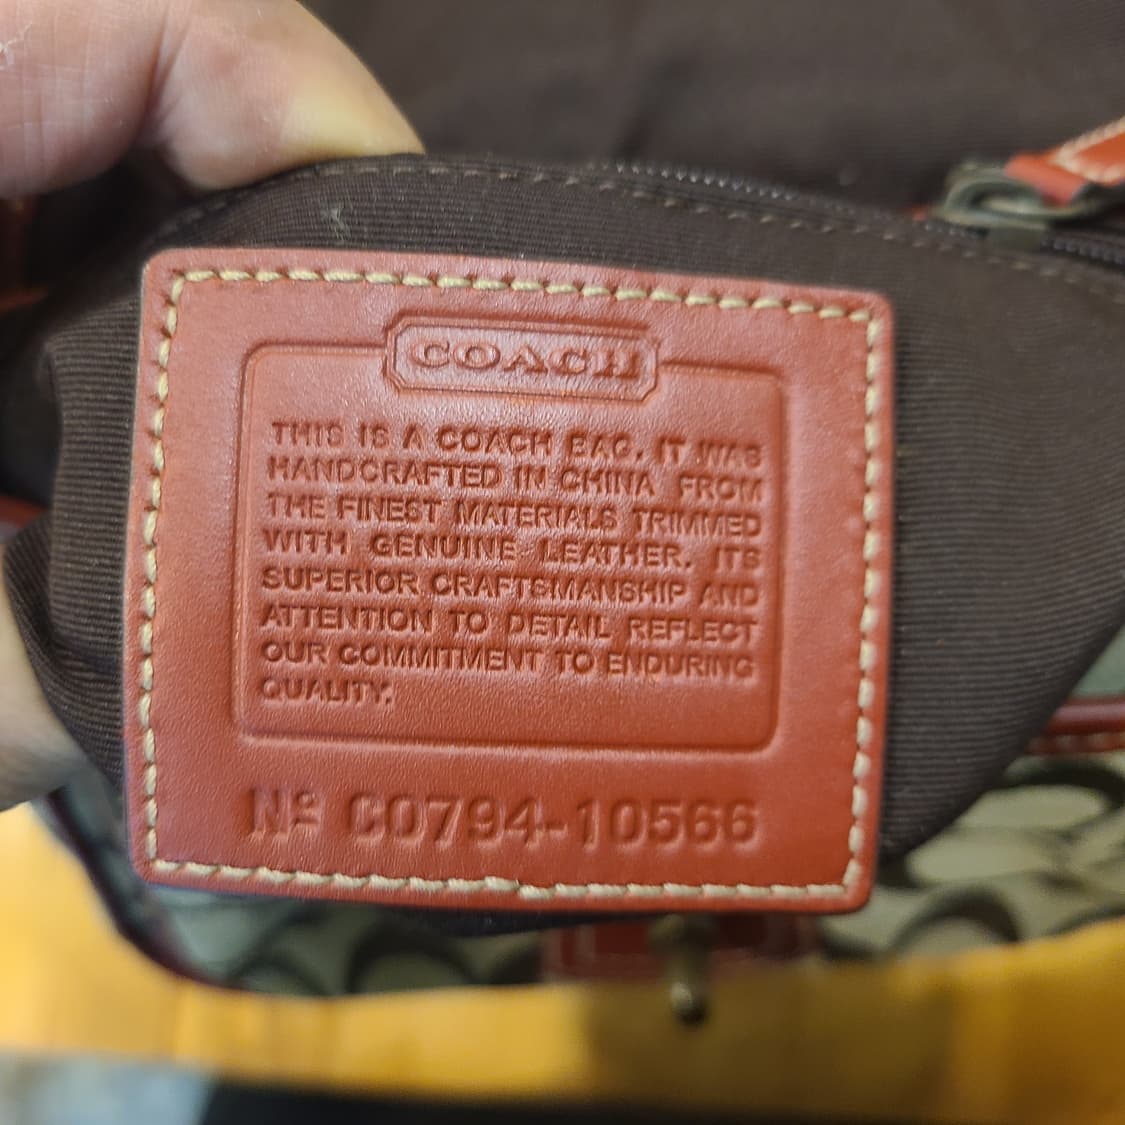 COACH
THIS IS A COACH BAG. IT WAS
HANDCRAFTED IN CHINA FROM
THE FINEST MATERIALS TRIMMED
WITH GENUINE LEATHER. ITS
SUPERIOR CRAFTSMANSHIP AND
ATTENTION TO DETAIL REFLECT
OUR COMMITMENT TO ENDURING
QUALITY.
Nº C0794-10566